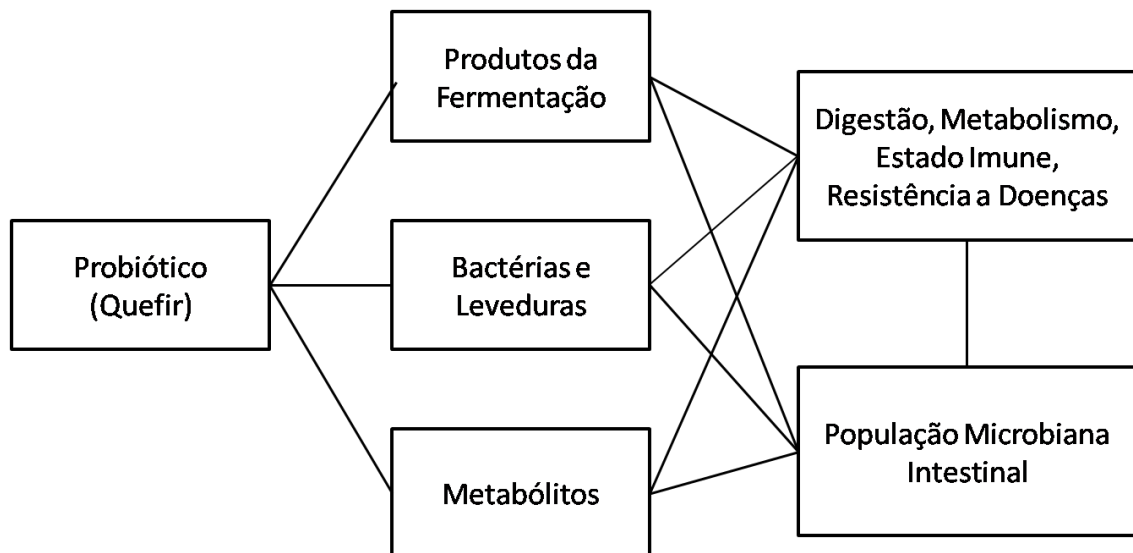 Produtos da
Fermentação
Digestão, Metabolismo,
Estado Imune,
Resistência a Doenças
Probiótico
(Quefir)
Bactérias e
Leveduras
Metabólitos
População Microbiana
Intestinal